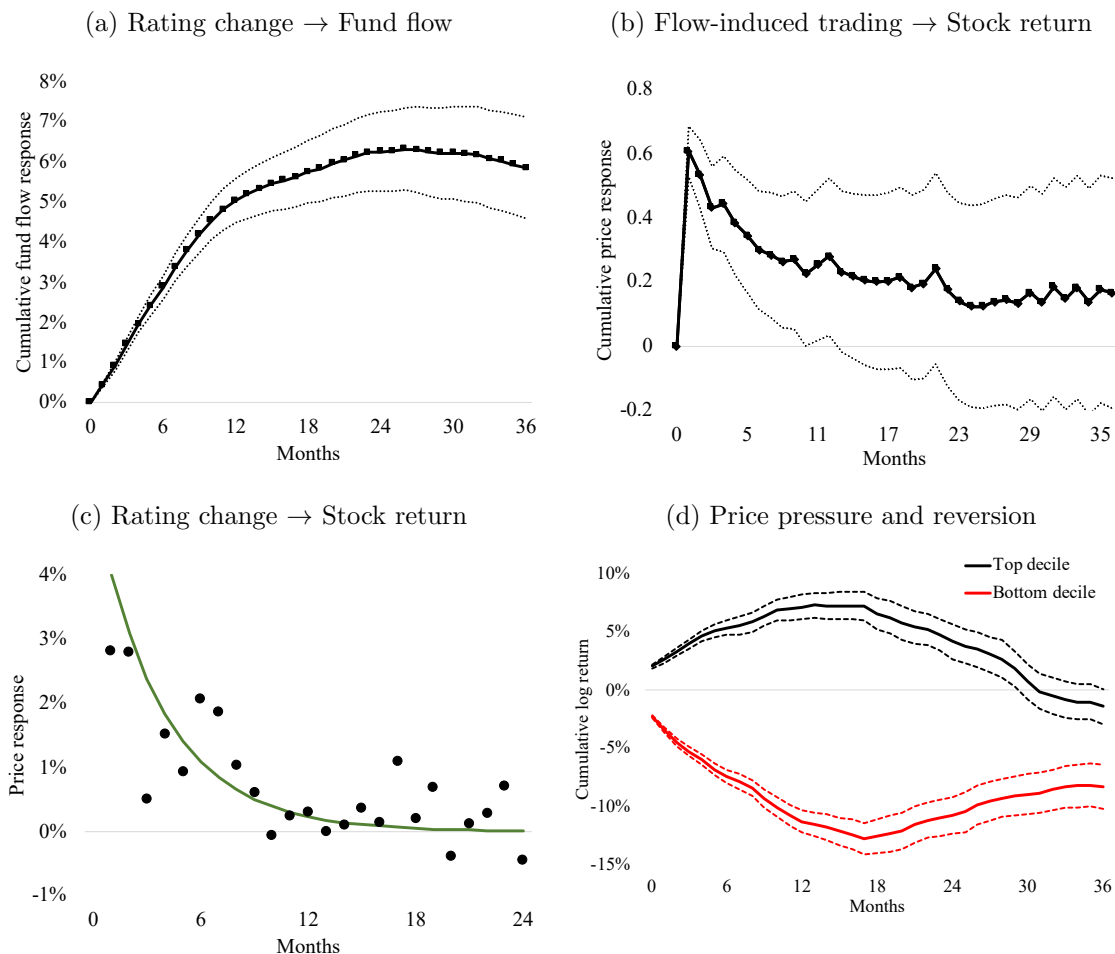 (a) Rating change → Fund flow
Cumulative fund flow response
8%
7%
6%
5%
4%
3%
2%
1%
0%
0 6 12 18 24 30 36
Months
(b) Flow-induced trading → Stock return
Cumulative price response
0.8
0.6
0.4
0.2
0
-0.2
0 5 11 17 23 29 35
Months
(c) Rating change → Stock return
Price response
4%
3%
2%
1%
0%
-1%
0 6 12 18 24
Months
(d) Price pressure and reversion
Top decile
Bottom decile
Cumulative log return
10%
5%
0%
-5%
-10%
-15%
0 6 12 18 24 30 36
Months